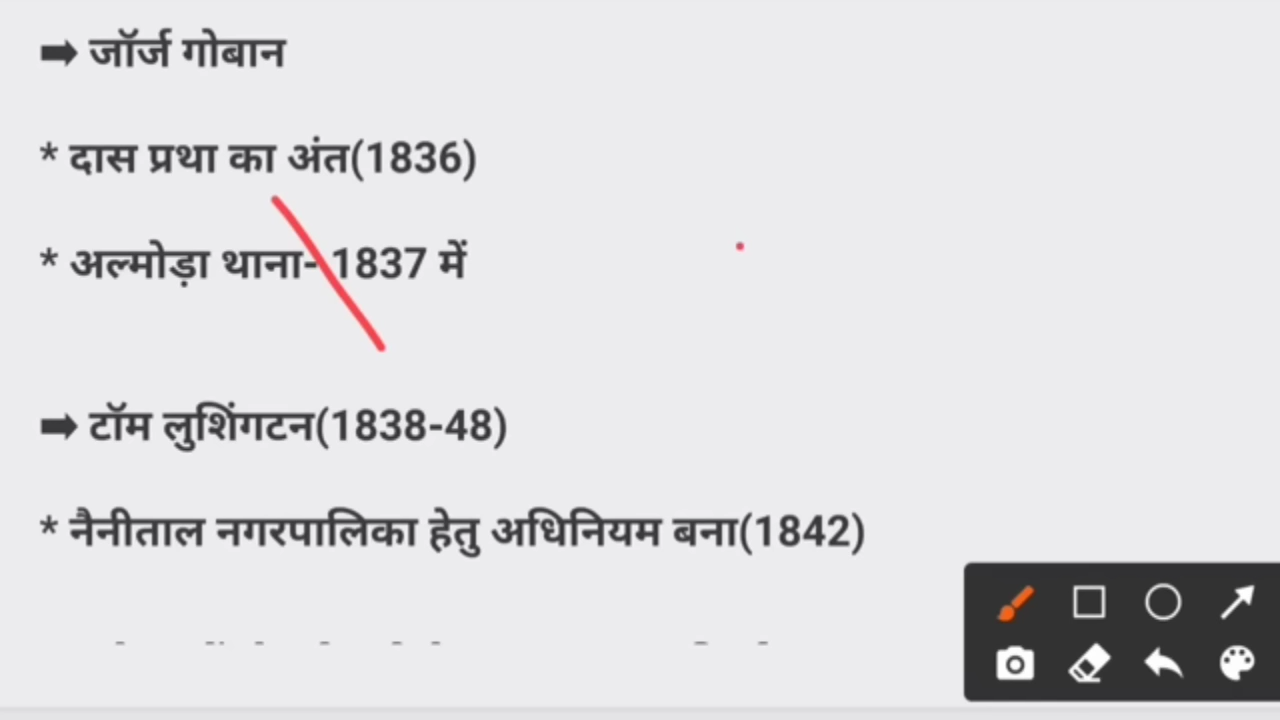 ➡ जॉर्ज गोबान
* दास प्रथा का अंत(1836)
* अल्मोड़ा थाना- 1837 में
➡ टॉम लुशिंगटन(1838-48)
* नैनीताल नगरपालिका हेतु अधिनियम बना(1842)